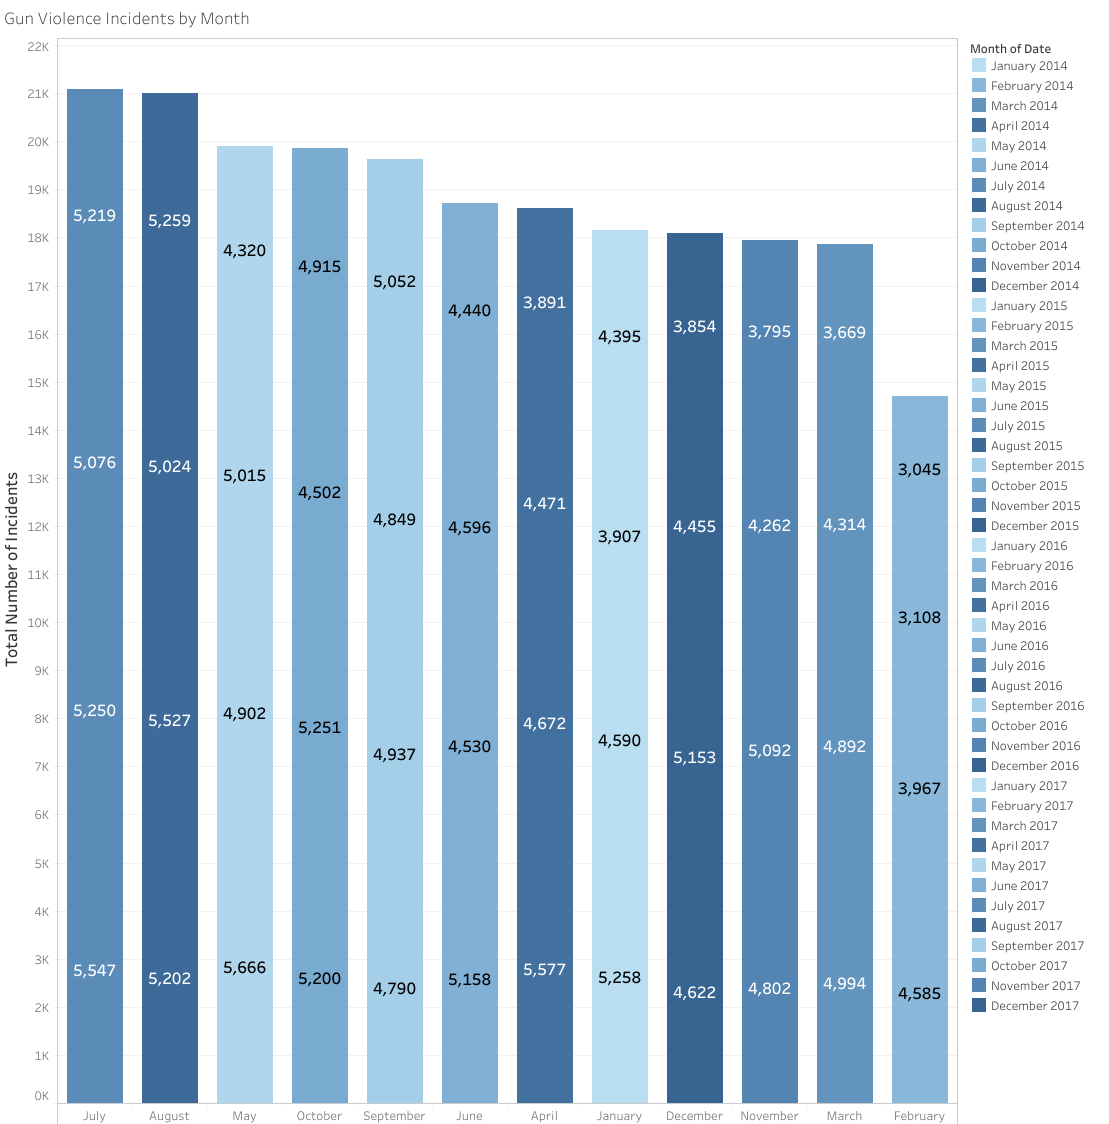 Gun Violence Incidents by Month
Total Number of Incidents
22K
21K
20K
19K
18K
17K
16K
15K
14K
13K
12K
11K
10K
9K
8K
7K
6K
5K
4K
3K
2K
1K
0K
5,219
5,076
5,250
5,547
5,259
5,024
5,527
5,202
4,320
5,015
4,902
5,666
4,915
4,502
5,251
5,200
5,052
4,849
4,937
4,790
4,440
4,596
4,530
5,158
3,891
4,471
4,672
5,577
4,395
3,907
4,590
5,258
3,854
4,455
5,153
4,622
3,795
4,262
5,092
4,802
3,669
4,314
4,892
4,994
3,045
3,108
3,967
4,585
July August May October September June April January December November March February
Month of Date
January 2014
February 2014
March 2014
April 2014
May 2014
June 2014
July 2014
August 2014
September 2014
October 2014
November 2014
December 2014
January 2015
February 2015
March 2015
April 2015
May 2015
June 2015
July 2015
August 2015
September 2015
October 2015
November 2015
December 2015
January 2016
February 2016
March 2016
April 2016
May 2016
June 2016
July 2016
August 2016
September 2016
October 2016
November 2016
December 2016
January 2017
February 2017
March 2017
April 2017
May 2017
June 2017
July 2017
August 2017
September 2017
October 2017
November 2017
December 2017